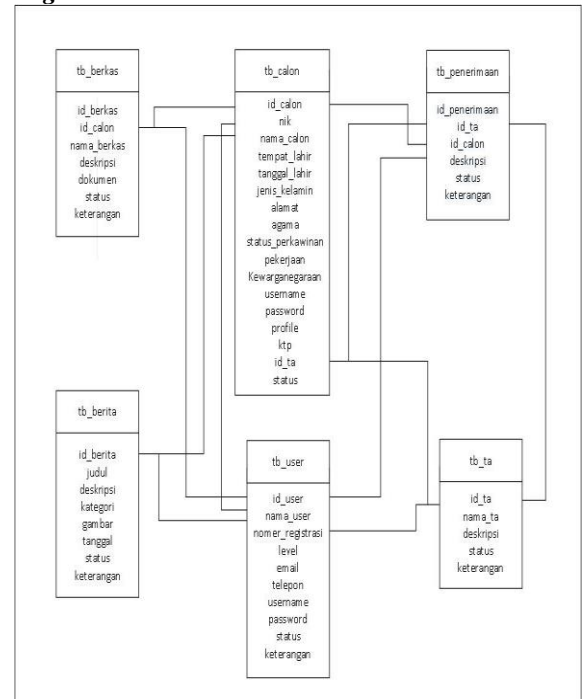 tb_berkas
id_berkas
id_calon
nama_berkas
deskripsi
dokumen
status
keterangan
tb_calon
id_calon
nik
nama_calon
tempat_lahir
tanggal_lahir
jenis_kelamin
alamat
agama
status_perkawinan
pekerjaan
Kewarganegaraan
username
password
profile
ktp
id_ta
status
tb_penerimaan
id_penerimaan
id_ta
id_calon
deskripsi
status
keterangan
tb_berita
id_berita
judul
deskripsi
kategori
gambar
tanggal
status
keterangan
tb_user
id_user
nama_user
nomer_registrasi
level
email
telepon
username
password
status
keterangan
tb_ta
id_ta
nama_ta
deskripsi
status
keterangan